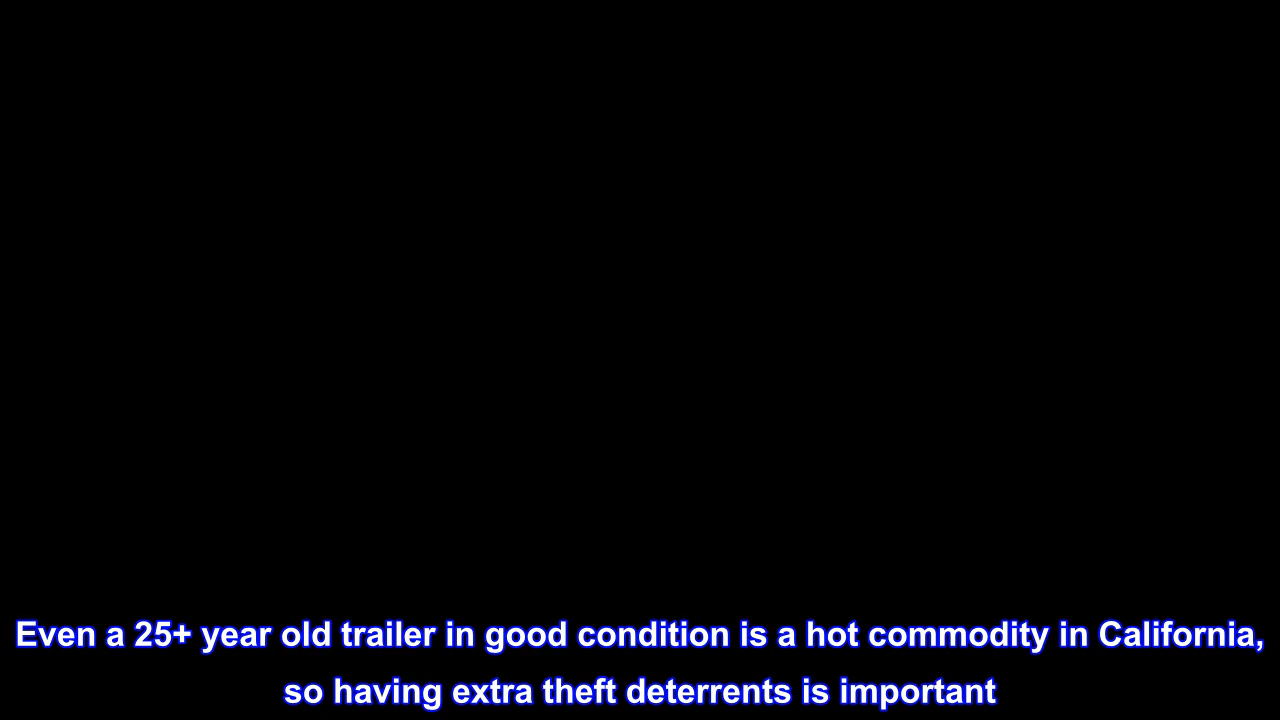 Even a 25+ year old trailer in good condition is a hot commodity in California,
so having extra theft deterrents is important